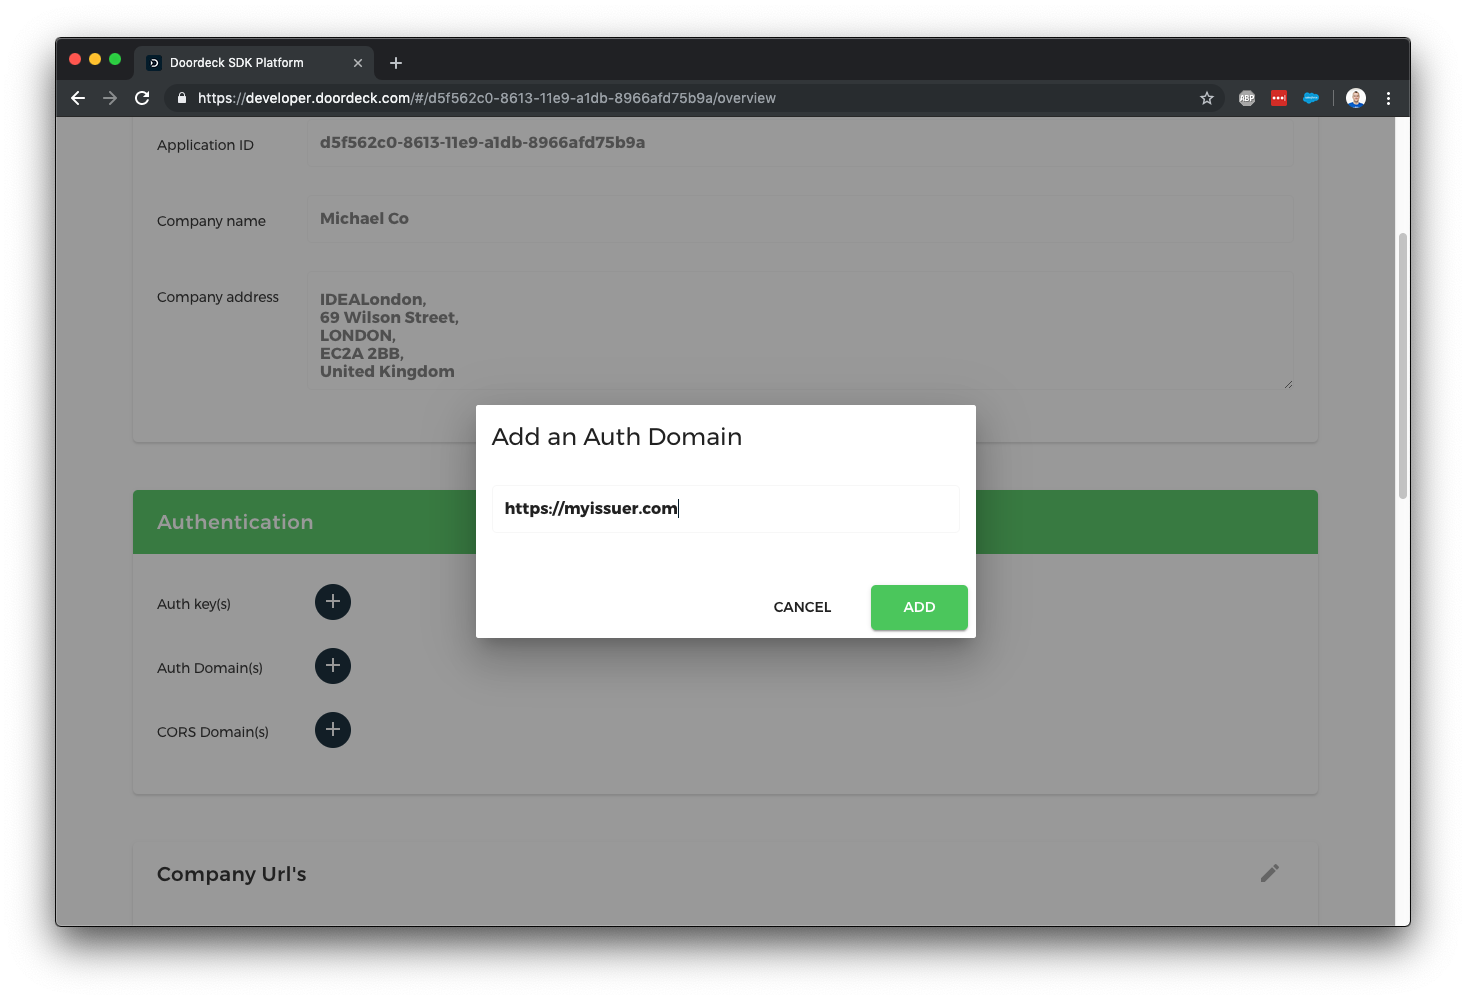 Doordeck SDK Platform
https://developer.doordeck.com/#/d5f562c0-8613-11e9-a1db-8966afd75b9a/overview
ABP
Application ID
d5f562c0-8613-11e9-a1db-8966afd75b9a
Company name
Michael Co
Company address
IDEALondon,
69 Wilson Street,
LONDON,
EC2A 2BB,
United Kingdom
Add an Auth Domain
https://myissuer.com
CANCEL
ADD
Authentication
Auth key(s)
Auth Domain(s)
CORS Domain(s)
Company Url's